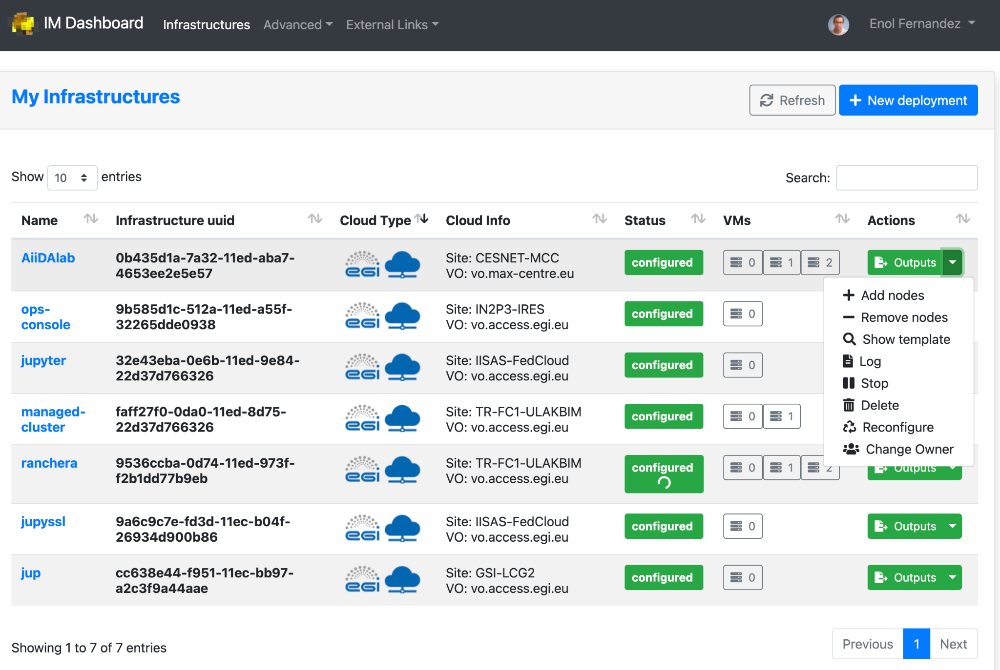 IM Dashboard
Infrastructures
Advanced
External Links
Enol Fernandez
My Infrastructures
Refresh
New deployment
Show 10 entries
Search:
Name
Infrastructure uuid
Cloud Type
Cloud Info
Status
VMs
Actions
AiiDAlab
0b435d1a-7a32-11ed-aba7-
4653ee2e5e57
egi
Site: CESNET-MCC
VO: vo.max-centre.eu
configured
0 1 2
Outputs
Add nodes
Remove nodes
Show template
Log
Stop
Delete
Reconfigure
Change Owner
ops-
console
9b585d1c-512a-11ed-a55f-
32265dde0938
egi
Site: IN2P3-IRES
VO: vo.access.egi.eu
configured
0
jupyter
32e43eba-0e6b-11ed-9e84-
22d37d766326
egi
Site: IISAS-FedCloud
VO: vo.access.egi.eu
configured
0
managed-
cluster
faff27f0-0da0-11ed-8d75-
22d37d766326
egi
Site: TR-FC1-ULAKBIM
VO: vo.access.egi.eu
configured
0 1
ranchera
9536ccba-0d74-11ed-973f-
f2b1dd77b9eb
egi
Site: TR-FC1-ULAKBIM
VO: vo.access.egi.eu
configured
0 1 2
Outputs
jupyssl
9a6c9c7e-fd3d-11ec-b04f-
26934d900b86
egi
Site: IISAS-FedCloud
VO: vo.access.egi.eu
configured
0
Outputs
jup
cc638e44-f951-11ec-bb97-
a2c3f9a44aae
egi
Site: GSI-LCG2
VO: vo.access.egi.eu
configured
0
Outputs
Showing 1 to 7 of 7 entries
Previous 1 Next